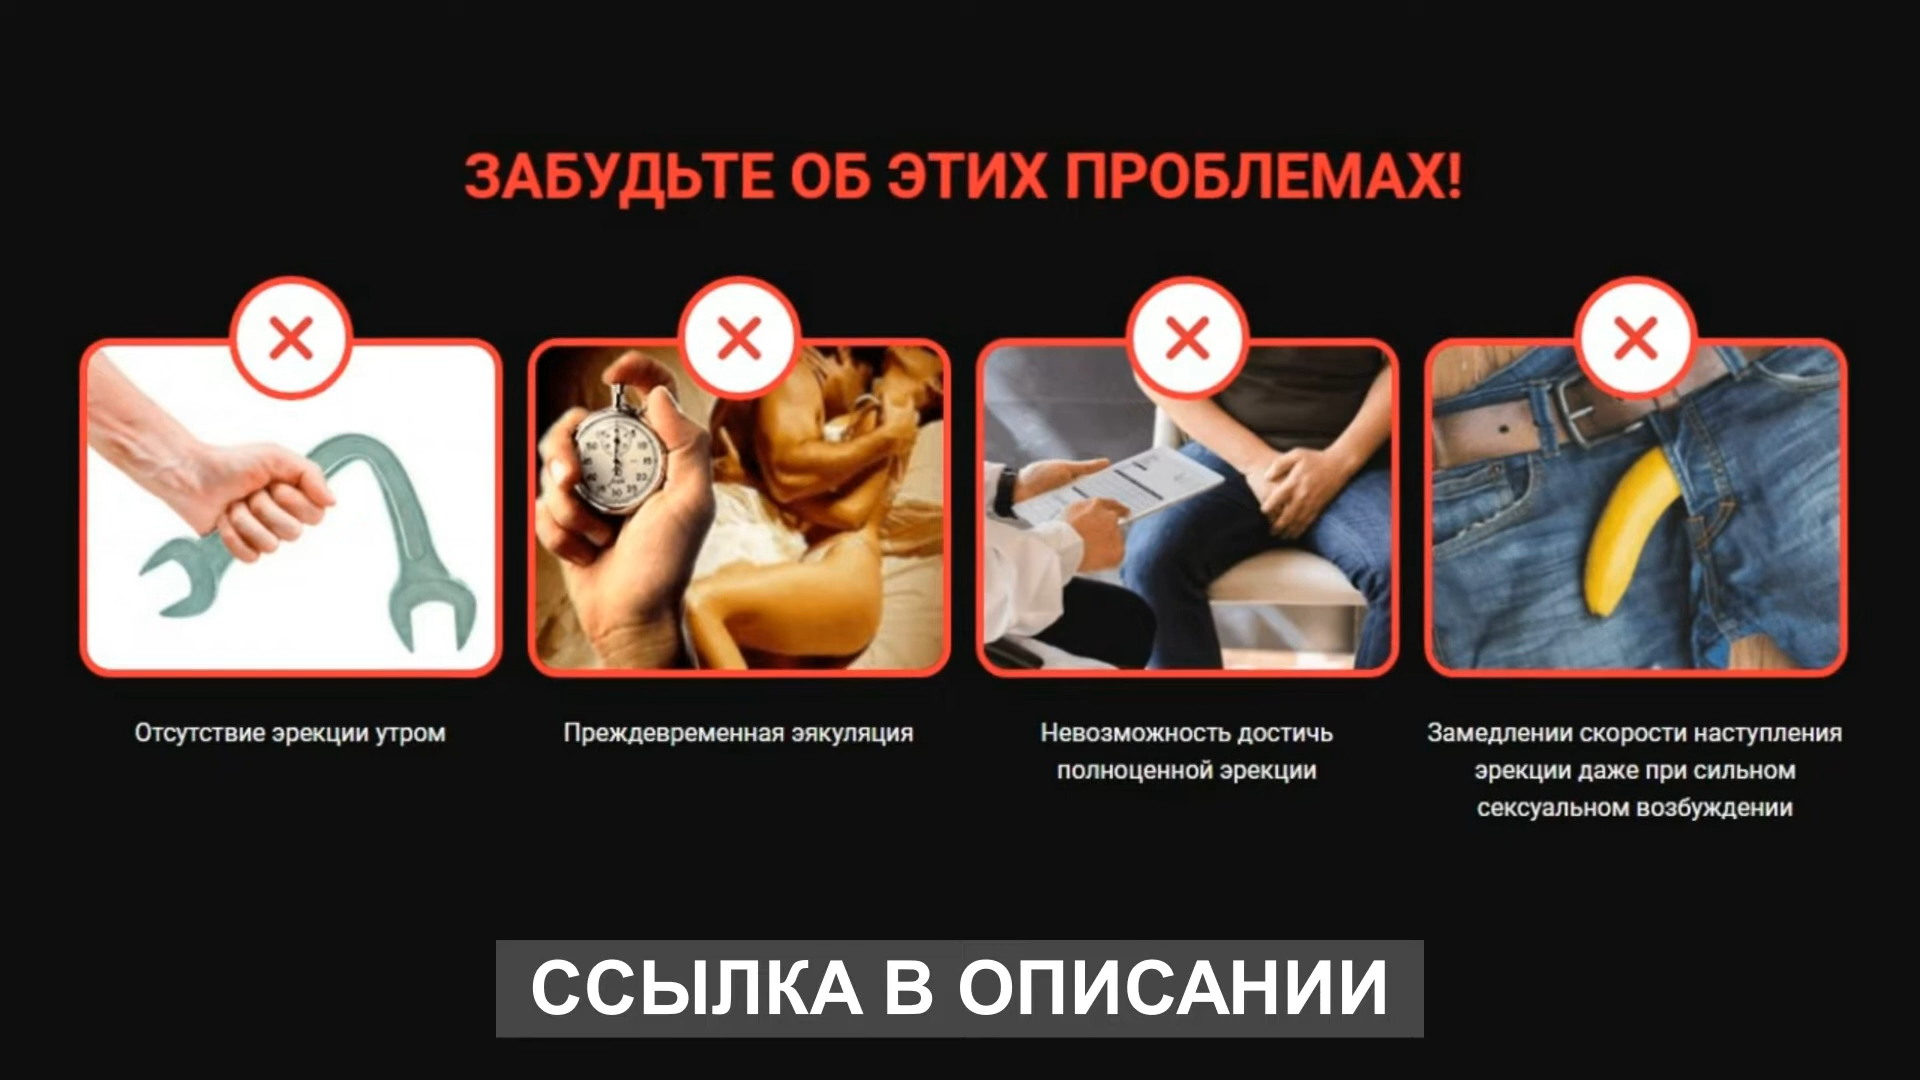 ЗАБУДЬТЕ ОБ ЭТИХ ПРОБЛЕМАХ!
Отсутствие эрекции утром
Преждевременная эякуляция
Невозможность достичь
полноценной эрекции
Замедлении скорости наступления
эрекции даже при сильном
сексуальном возбуждении
ССЫЛКА В ОПИСАНИИ